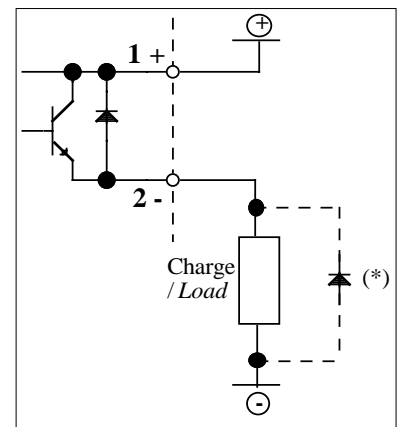 +
1 +
2 -
Charge
/ Load
(*)
-